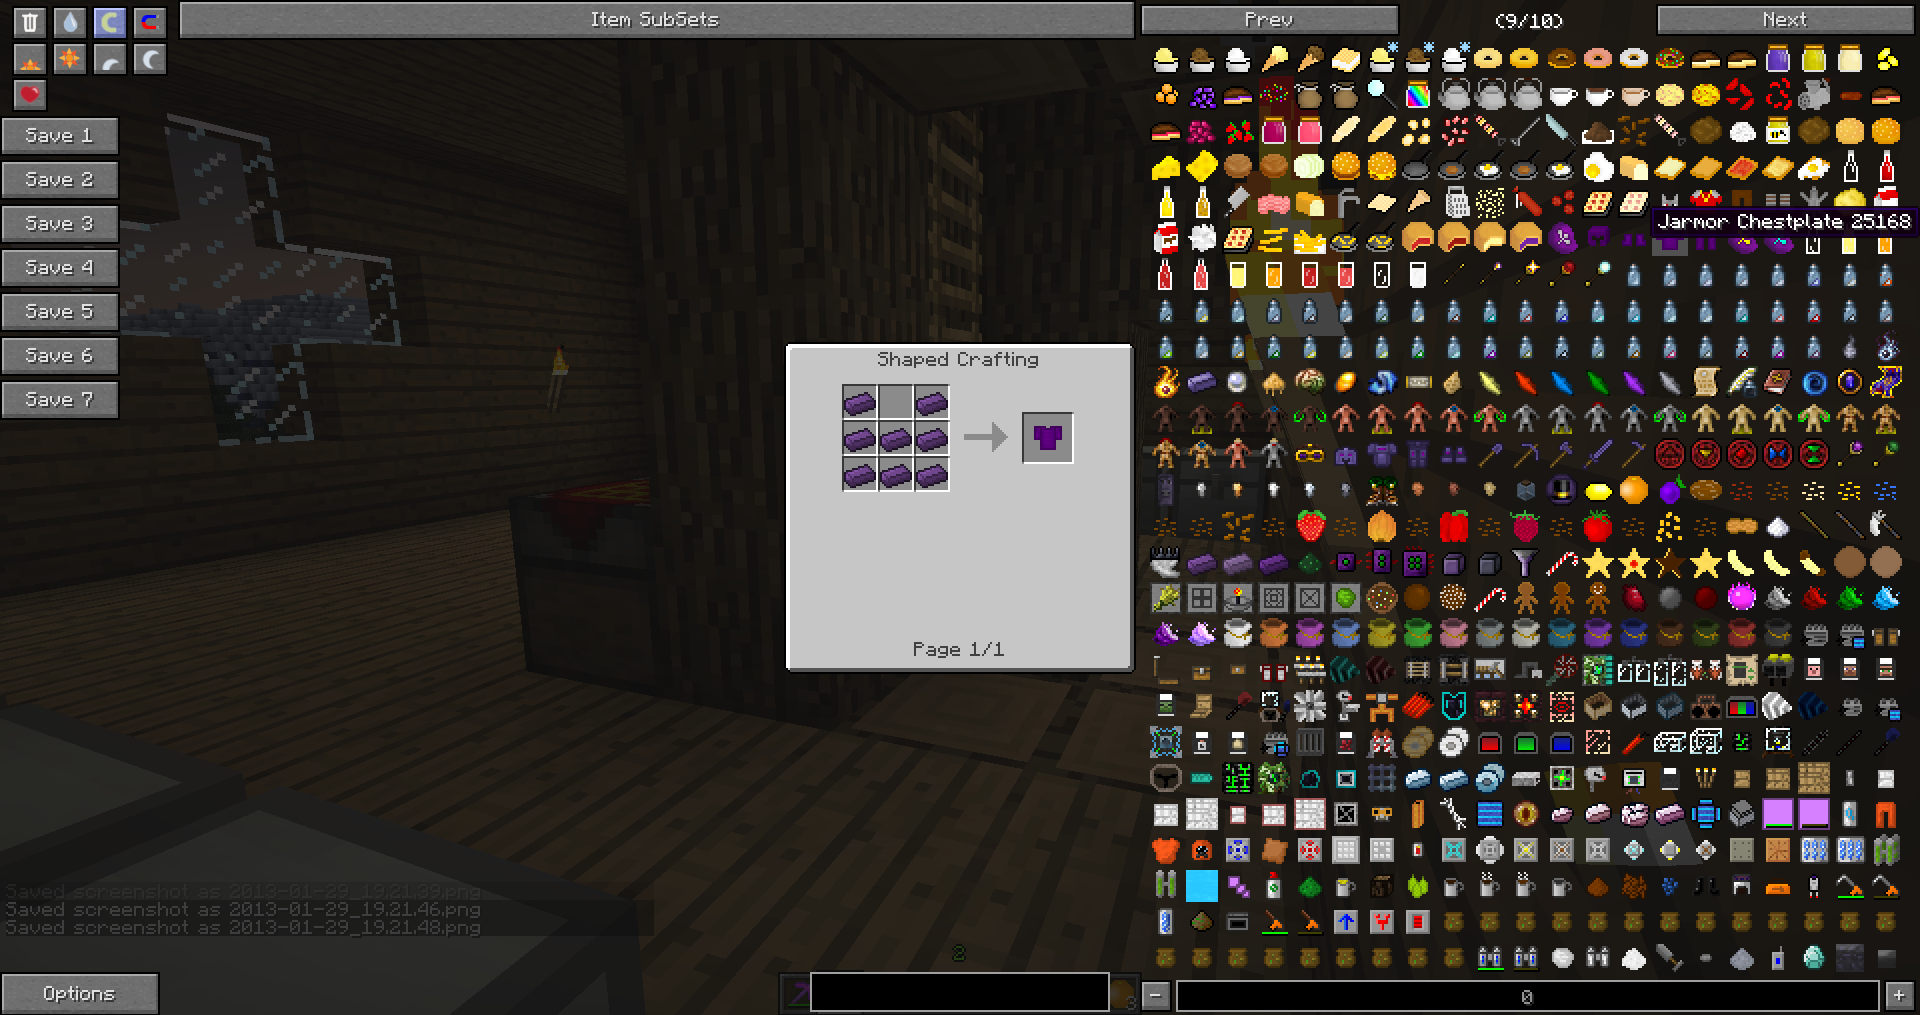 Item SubSets
Prev
(9/10)
Next
Save 1
Save 2
Save 3
Save 4
Save 5
Save 6
Save 7
Jarmor Chestplate 25168
Shaped Crafting
Page 1/1
Saved screenshot as 2013-01-29_19.21.39.png
Saved screenshot as 2013-01-29_19.21.46.png
Saved screenshot as 2013-01-29_19.21.48.png
2
Options
3
-
0
+